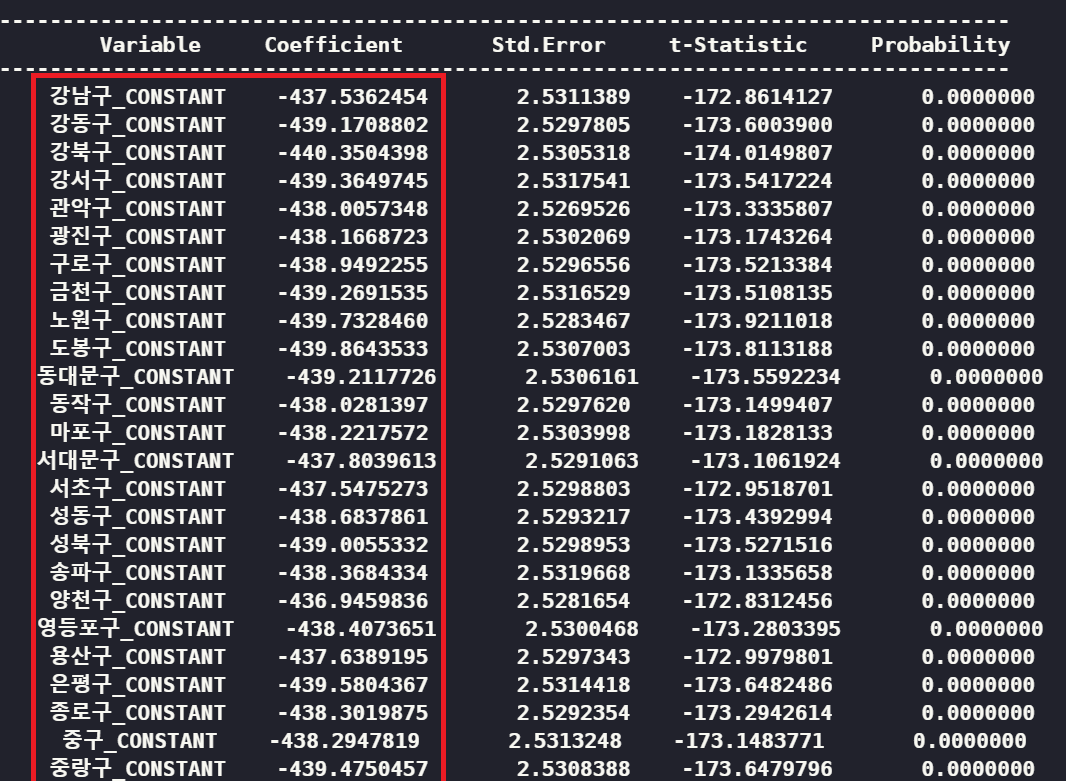 --------------------------------------------------------------------------------
Variable Coefficient Std.Error t-Statistic Probability
--------------------------------------------------------------------------------
강남구_CONSTANT -437.5362454 2.5311389 -172.8614127 0.0000000
강동구_CONSTANT -439.1708802 2.5297805 -173.6003900 0.0000000
강북구_CONSTANT -440.3504398 2.5305318 -174.0149807 0.0000000
강서구_CONSTANT -439.3649745 2.5317541 -173.5417224 0.0000000
관악구_CONSTANT -438.0057348 2.5269526 -173.3335807 0.0000000
광진구_CONSTANT -438.1668723 2.5302069 -173.1743264 0.0000000
구로구_CONSTANT -438.9492255 2.5296556 -173.5213384 0.0000000
금천구_CONSTANT -439.2691535 2.5316529 -173.5108135 0.0000000
노원구_CONSTANT -439.7328460 2.5283467 -173.9211018 0.0000000
도봉구_CONSTANT -439.8643533 2.5307003 -173.8113188 0.0000000
동대문구_CONSTANT -439.2117726 2.5306161 -173.5592234 0.0000000
동작구_CONSTANT -438.0281397 2.5297620 -173.1499407 0.0000000
마포구_CONSTANT -438.2217572 2.5303998 -173.1828133 0.0000000
서대문구_CONSTANT -437.8039613 2.5291063 -173.1061924 0.0000000
서초구_CONSTANT -437.5475273 2.5298803 -172.9518701 0.0000000
성동구_CONSTANT -438.6837861 2.5293217 -173.4392994 0.0000000
성북구_CONSTANT -439.0055332 2.5298953 -173.5271516 0.0000000
송파구_CONSTANT -438.3684334 2.5319668 -173.1335658 0.0000000
양천구_CONSTANT -436.9459836 2.5281654 -172.8312456 0.0000000
영등포구_CONSTANT -438.4073651 2.5300468 -173.2803395 0.0000000
용산구_CONSTANT -437.6389195 2.5297343 -172.9979801 0.0000000
은평구_CONSTANT -439.5804367 2.5314418 -173.6482486 0.0000000
종로구_CONSTANT -438.3019875 2.5292354 -173.2942614 0.0000000
중구_CONSTANT -438.2947819 2.5313248 -173.1483771 0.0000000
중랑구_CONSTANT -439.4750457 2.5308388 -173.6479796 0.0000000